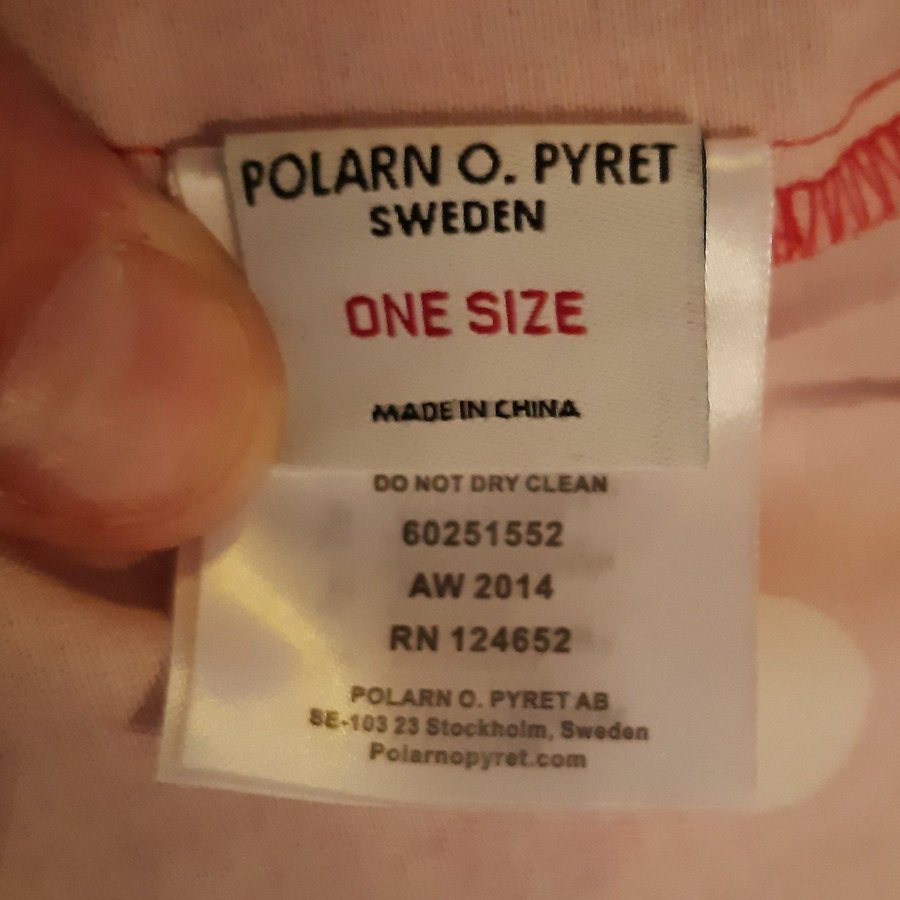 POLARN O. PYRET
SWEDEN
ONE SIZE
MADE IN CHINA
DO NOT DRY CLEAN
60251552
AW 2014
RN 124652
POLARN O. PYRET AB
SE-103 23 Stockholm, Sweden
Polarnopyret.com